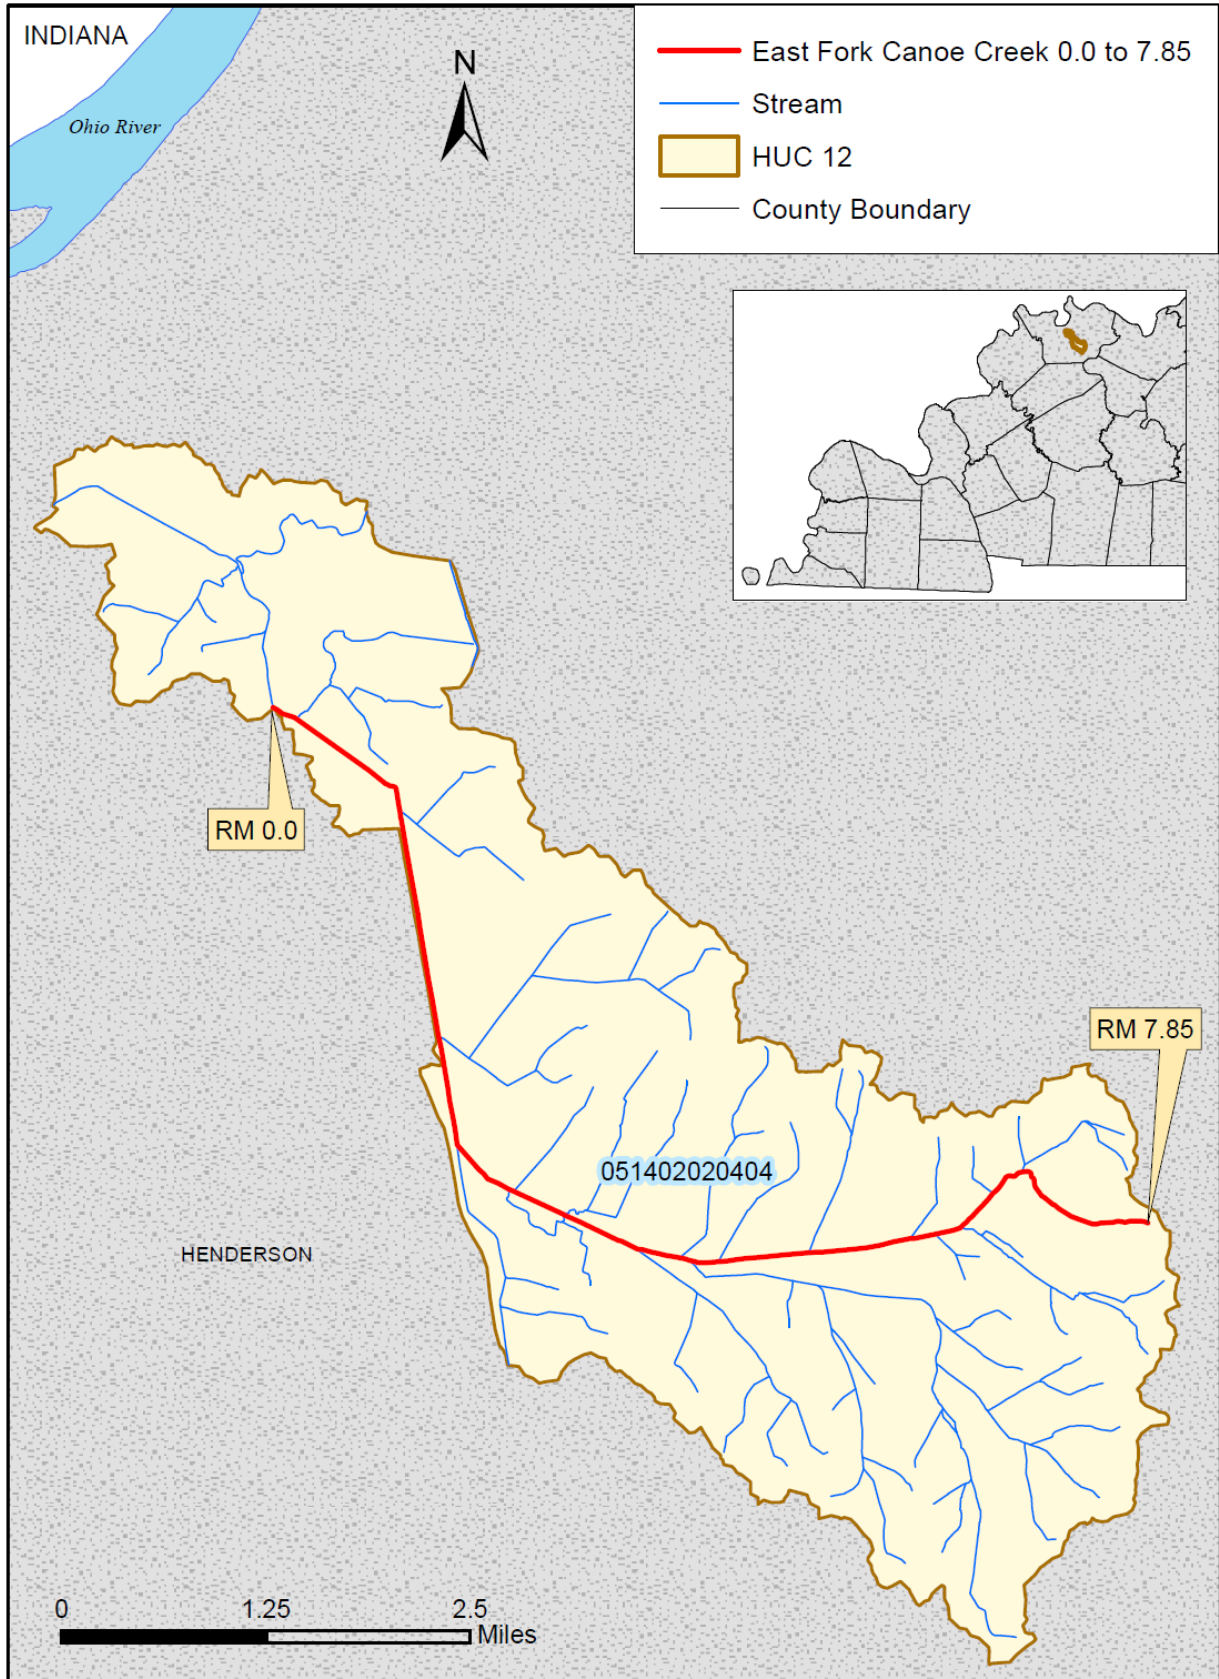 INDIANA
Ohio River
N
East Fork Canoe Creek 0.0 to 7.85
Stream
HUC 12
County Boundary
RM 0.0
RM 7.85
051402020404
HENDERSON
0 1.25 2.5
Miles